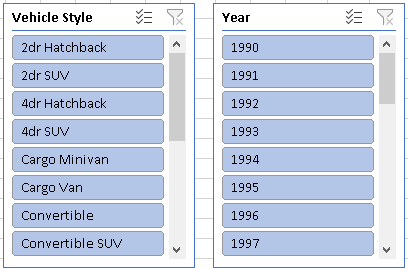 Vehicle Style
2dr Hatchback
2dr SUV
4dr Hatchback
4dr SUV
Cargo Minivan
Cargo Van
Convertible
Convertible SUV
Year
1990
1991
1992
1993
1994
1995
1996
1997